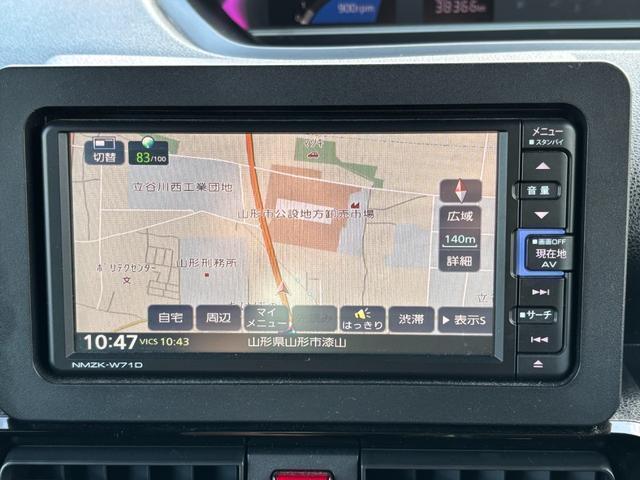 900rpm
38366km
メニュー
■スタンバイ
切替
83/100
立谷川西工業団地
山形市公設地方卸売市場
音量
広域
140m
詳細
■画面OFF
現在地
AV
ポリテクセンター
山形刑務所
自宅
周辺
マイ
メニュー
はっきり
渋滞
▶表示S
■サーチ
10:47
VICS 10:43
山形県山形市漆山
NMZK-W71D